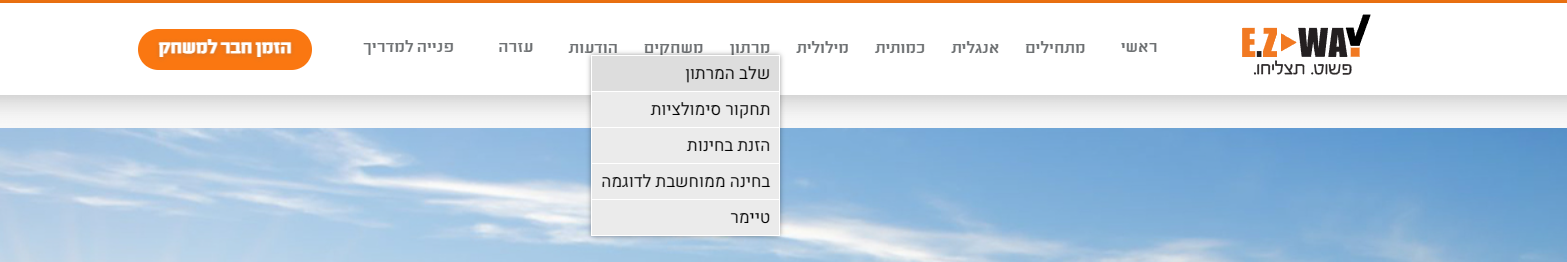 E.Z WAY
פשוט. תצליחו.
ראשי מתחילים אנגלית כמותית מילולית מרתון משחקים הודעות עזרה פנייה למדריך
הזמן חבר למשחק
שלב המרתון
תחקור סימולציות
הזנת בחינות
בחינה ממוחשבת לדוגמה
טיימר